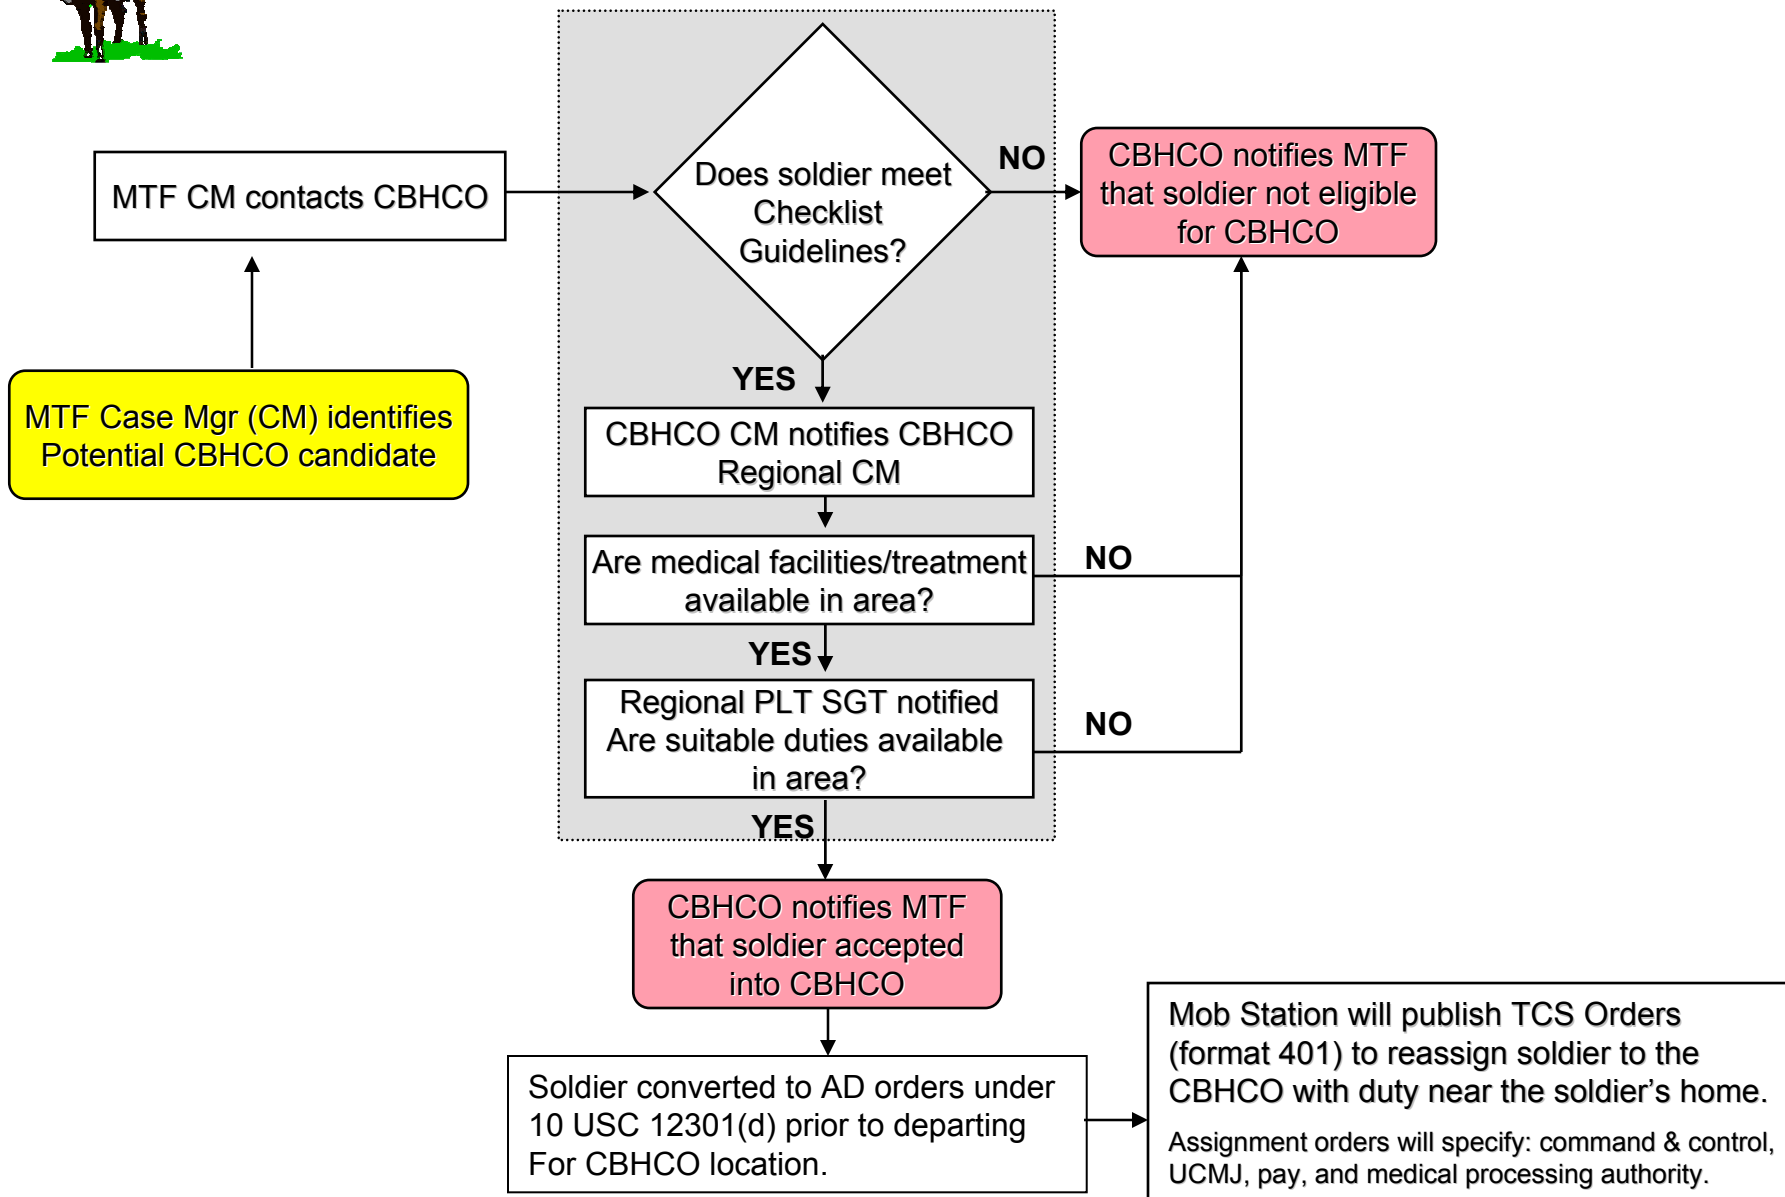 MTF Case Mgr (CM) identifies
Potential CBHCO candidate
MTF CM contacts CBHCO
Does soldier meet
Checklist
Guidelines?
NO
CBHCO notifies MTF
that soldier not eligible
for CBHCO
YES
CBHCO CM notifies CBHCO
Regional CM
Are medical facilities/treatment
available in area?
NO
YES
Regional PLT SGT notified
Are suitable duties available
in area?
NO
YES
CBHCO notifies MTF
that soldier accepted
into CBHCO
Soldier converted to AD orders under
10 USC 12301(d) prior to departing
For CBHCO location.
Mob Station will publish TCS Orders
(format 401) to reassign soldier to the
CBHCO with duty near the soldier’s home.
Assignment orders will specify: command & control,
UCMJ, pay, and medical processing authority.